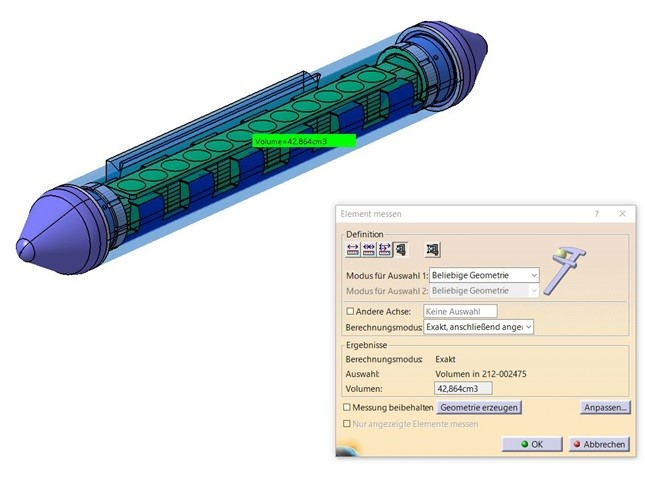 Volume=42,864cm3
Element messen
? ×
Definition
Modus für Auswahl 1: Beliebige Geometrie
Modus für Auswahl 2: Beliebige Geometrie
Andere Achse: Keine Auswahl
Berechnungsmodus: Exakt, anschließend anger
Ergebnisse
Berechnungsmodus: Exakt
Auswahl: Volumen in 212-002475
Volumen: 42,864cm3
Messung beibehalten Geometrie erzeugen Anpassen...
Nur angezeigte Elemente messen
OK Abbrechen